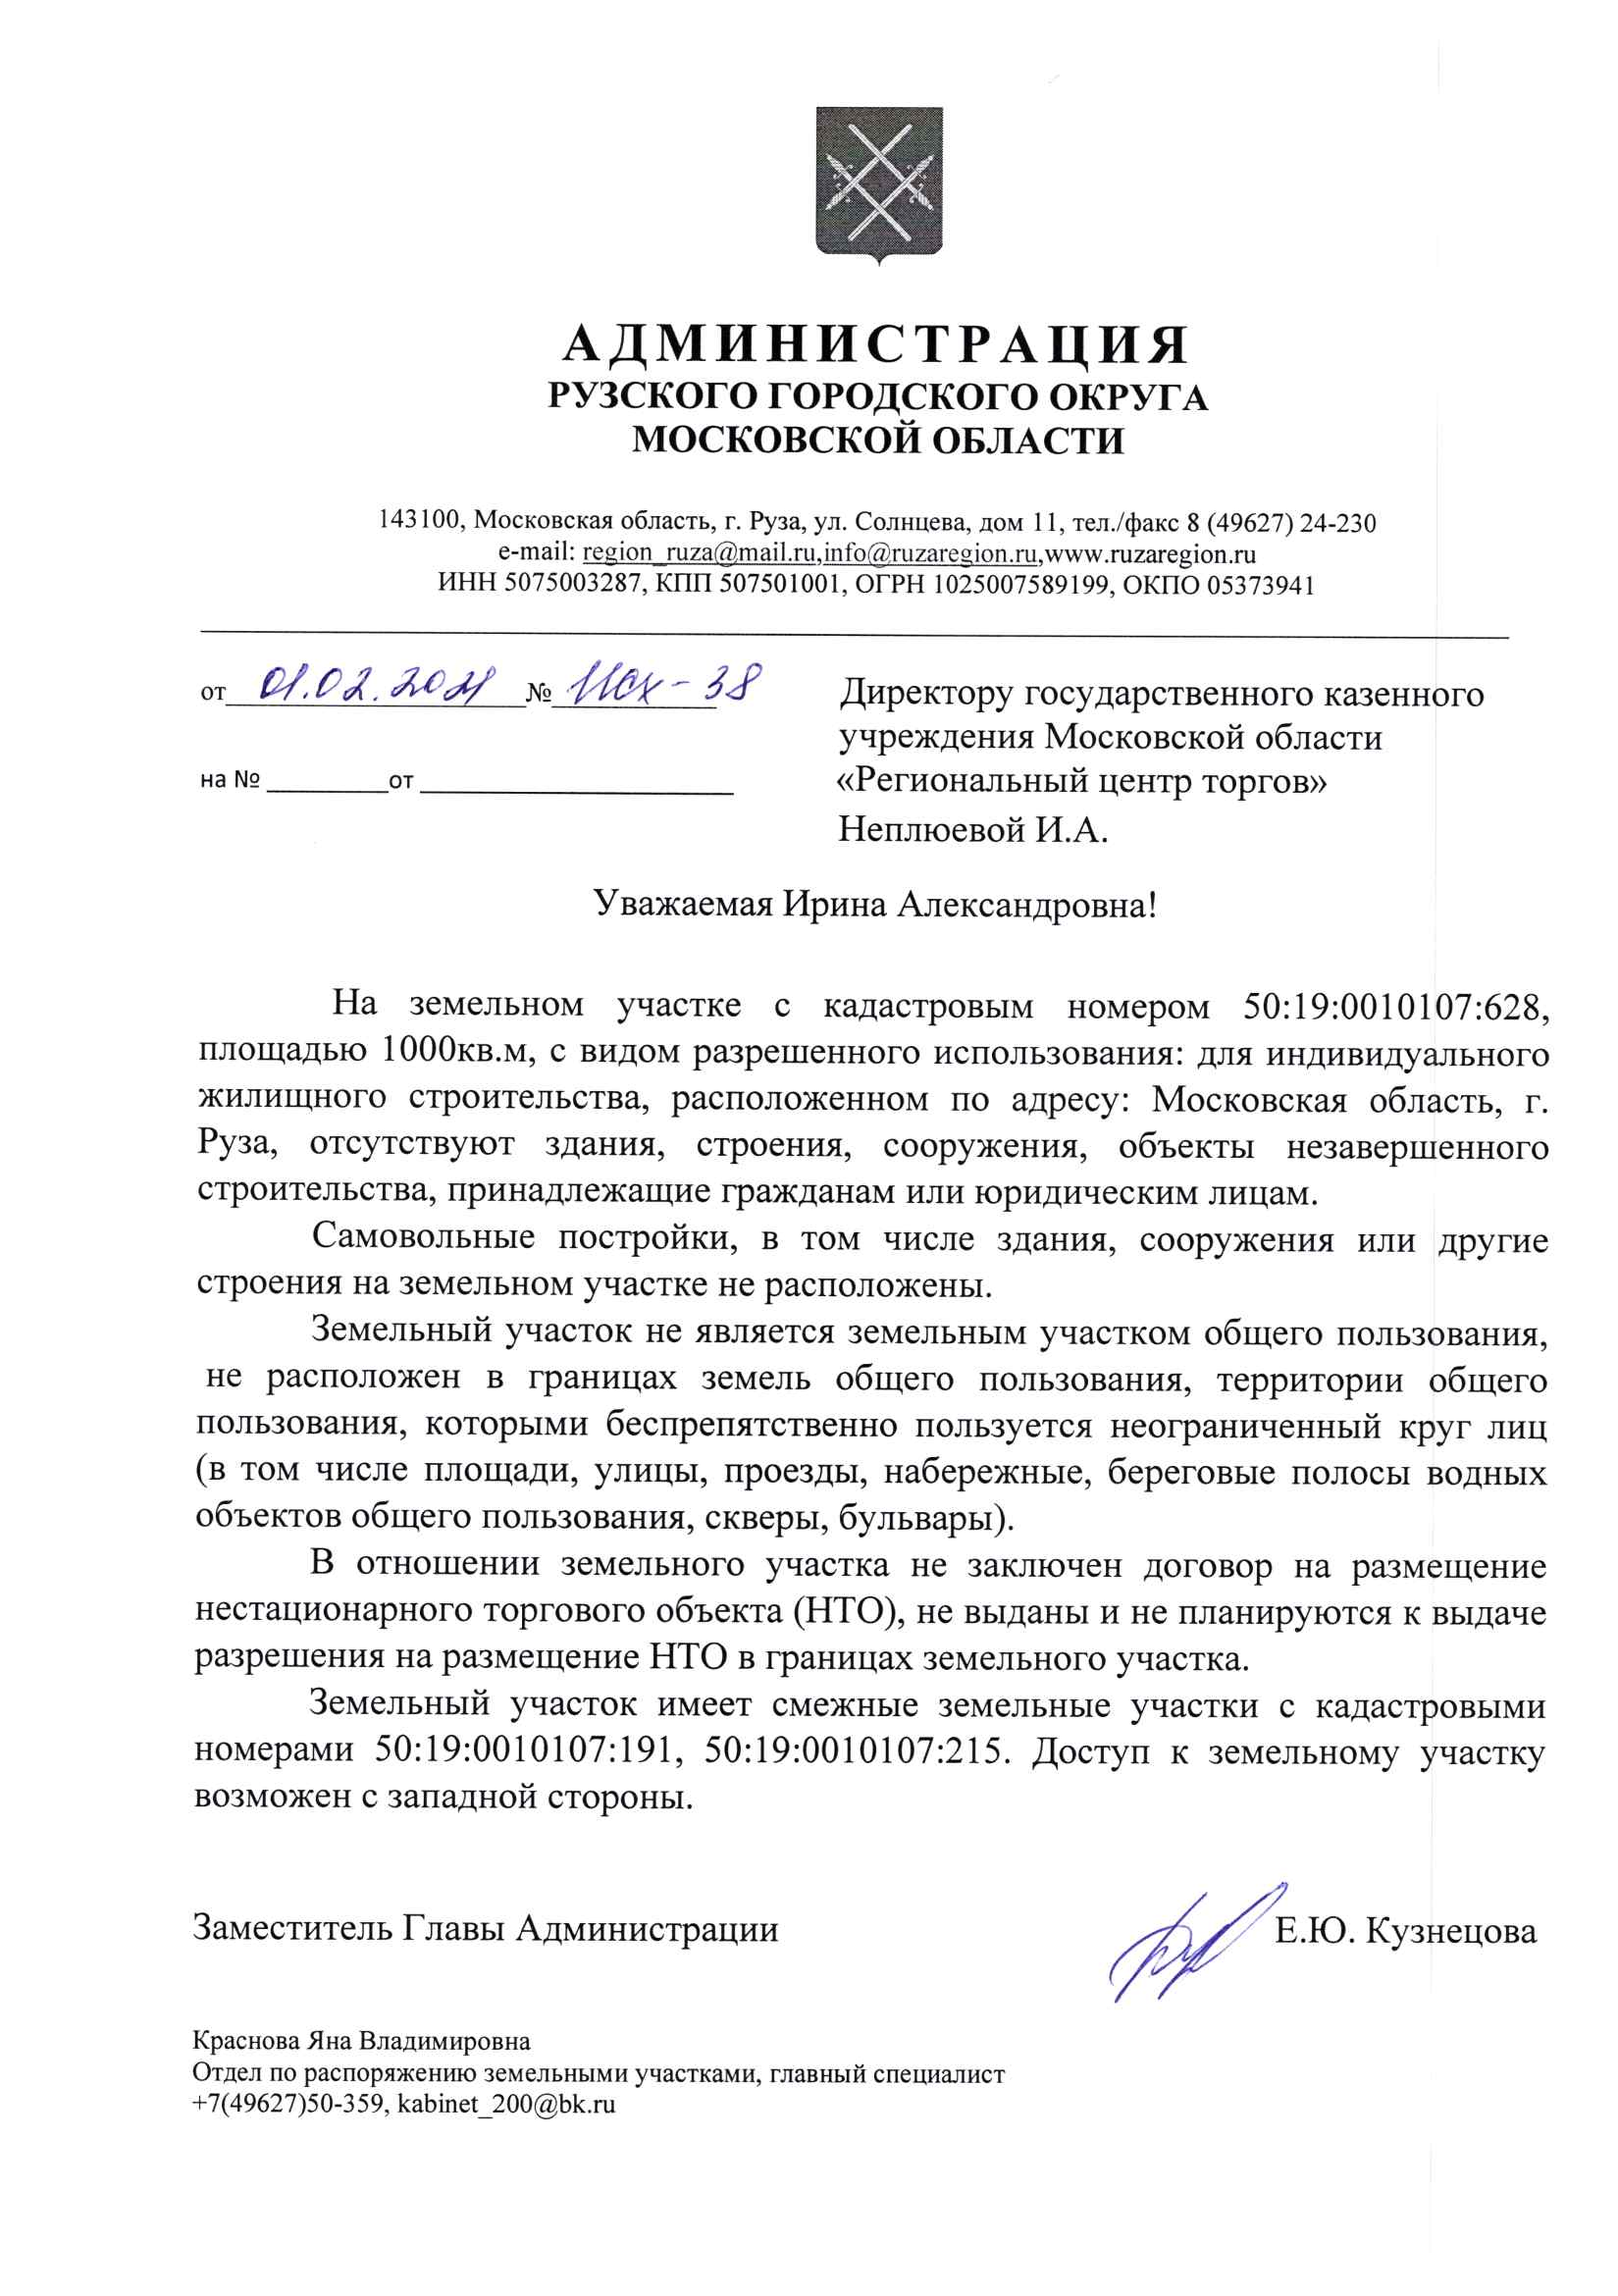 АДМИНИСТРАЦИЯ
РУЗСКОГО ГОРОДСКОГО ОКРУГА
МОСКОВСКОЙ ОБЛАСТИ
143100, Московская область, г. Руза, ул. Солнцева, дом 11, тел./факс 8 (49627) 24-230
e-mail: region_ruza@mail.ru,info@ruzaregion.ru,www.ruzaregion.ru
ИНН 5075003287, КПП 507501001, ОГРН 1025007589199, ОКПО 05373941
от 01.02.2021 № Исх-38
на № ________от ____________________
Директору государственного казенного
учреждения Московской области
«Региональный центр торгов»
Неплюевой И.А.
Уважаемая Ирина Александровна!
На земельном участке с кадастровым номером 50:19:0010107:628,
площадью 1000кв.м, с видом разрешенного использования: для индивидуального
жилищного строительства, расположенном по адресу: Московская область, г.
Руза, отсутствуют здания, строения, сооружения, объекты незавершенного
строительства, принадлежащие гражданам или юридическим лицам.
Самовольные постройки, в том числе здания, сооружения или другие
строения на земельном участке не расположены.
Земельный участок не является земельным участком общего пользования,
не расположен в границах земель общего пользования, территории общего
пользования, которыми беспрепятственно пользуется неограниченный круг лиц
(в том числе площади, улицы, проезды, набережные, береговые полосы водных
объектов общего пользования, скверы, бульвары).
В отношении земельного участка не заключен договор на размещение
нестационарного торгового объекта (НТО), не выданы и не планируются к выдаче
разрешения на размещение НТО в границах земельного участка.
Земельный участок имеет смежные земельные участки с кадастровыми
номерами 50:19:0010107:191, 50:19:0010107:215. Доступ к земельному участку
возможен с западной стороны.
Заместитель Главы Администрации Е.Ю. Кузнецова
Краснова Яна Владимировна
Отдел по распоряжению земельными участками, главный специалист
+7(49627)50-359, kabinet_200@bk.ru